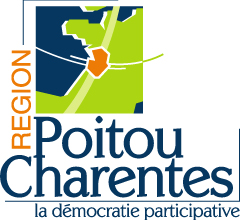 REGION
Poitou
Charentes
la démocratie participative